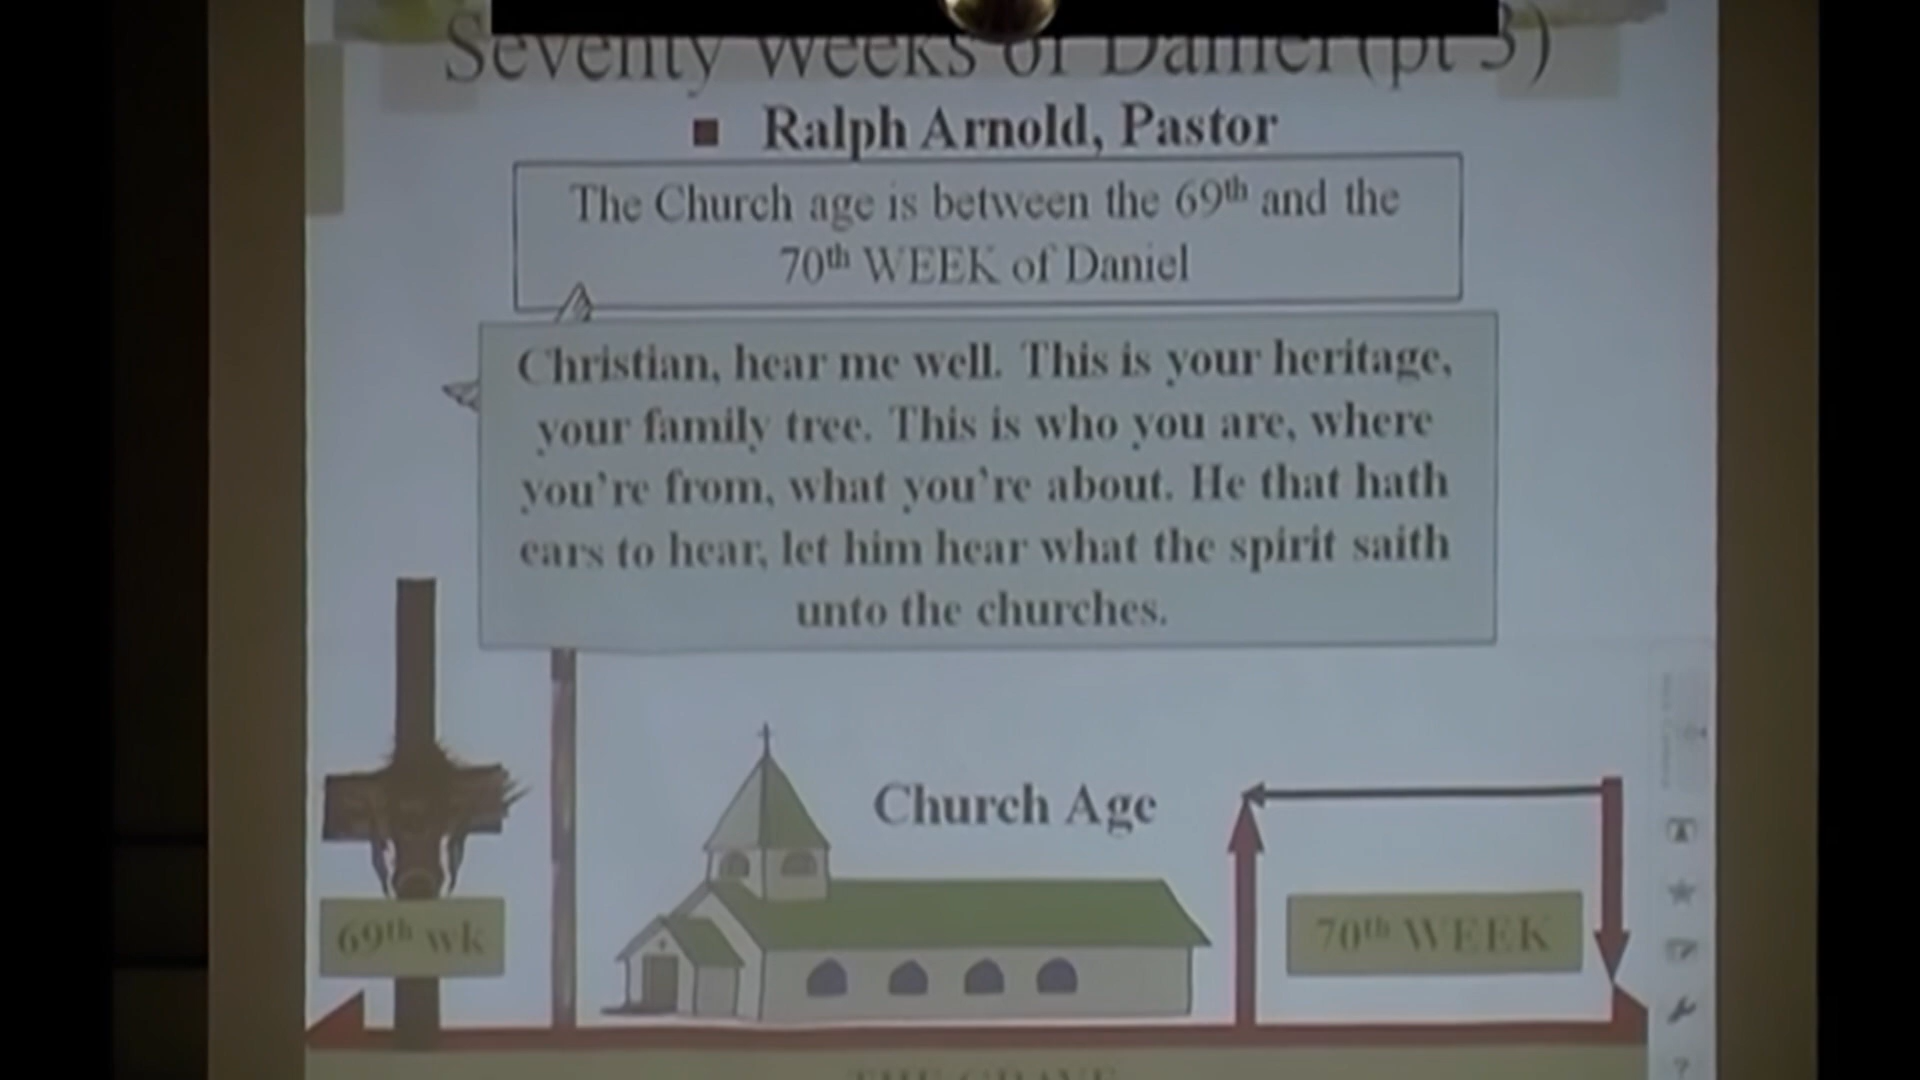 Seventy Weeks of Daniel (pt 3)
Ralph Arnold, Pastor
The Church age is between the 69th and the
70th WEEK of Daniel
Christian, hear me well. This is your heritage,
your family tree. This is who you are, where
you're from, what you're about. He that hath
ears to hear, let him hear what the spirit saith
unto the churches.
Church Age
69th wk
70th WEEK
THE GRAVE